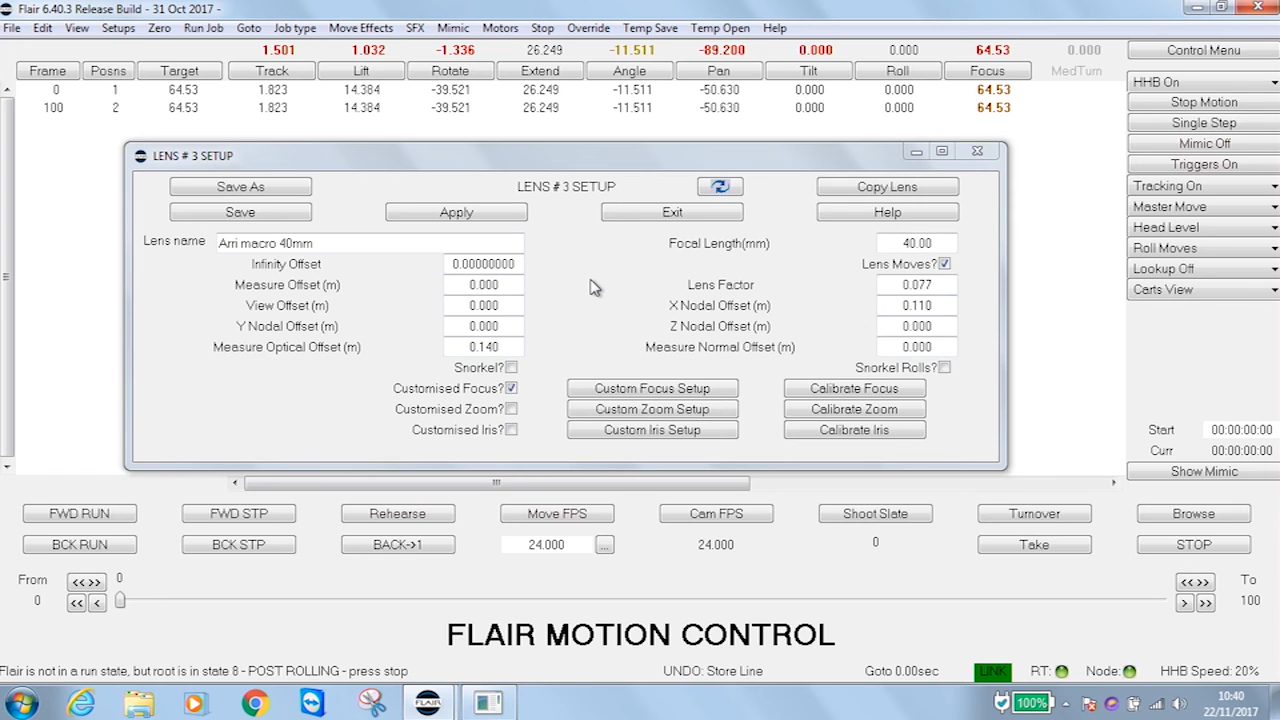 Flair 6.40.3 Release Build - 31 Oct 2017 -
File Edit View Setups Zero Run Job Goto Job type Move Effects SFX Mimic Motors Stop Override Temp Save Temp Open Help
1.501 1.032 -1.336 26.249 -11.511 -89.200 0.000 0.000 64.53 0.000 Control Menu
Frame Posns Target Track Lift Rotate Extend Angle Pan Tilt Roll Focus MedTurn
0 1 64.53 1.823 14.384 -39.521 26.249 -11.511 -50.630 0.000 0.000 64.53
100 2 64.53 1.823 14.384 -39.521 26.249 -11.511 -50.630 0.000 0.000 64.53
HHB On
Stop Motion
Single Step
Mimic Off
Triggers On
Tracking On
Master Move
Head Level
Roll Moves
Lookup Off
Carts View
LENS # 3 SETUP
Save As LENS # 3 SETUP Copy Lens
Save Apply Exit Help
Lens name Arri macro 40mm Focal Length(mm) 40.00
Infinity Offset 0.00000000 Lens Moves?
Measure Offset (m) 0.000 Lens Factor 0.077
View Offset (m) 0.000 X Nodal Offset (m) 0.110
Y Nodal Offset (m) 0.000 Z Nodal Offset (m) 0.000
Measure Optical Offset (m) 0.140 Measure Normal Offset (m) 0.000
Snorkel? Snorkel Rolls?
Customised Focus? Custom Focus Setup Calibrate Focus
Customised Zoom? Custom Zoom Setup Calibrate Zoom
Customised Iris? Custom Iris Setup Calibrate Iris
Start 00:00:00:00
Curr 00:00:00:00
Show Mimic
FWD RUN FWD STP Rehearse Move FPS Cam FPS Shoot Slate Turnover Browse
BCK RUN BCK STP BACK->1 24.000 ... 24.000 0 Take STOP
From << >> 0 << >> To
0 << < > >> 100
FLAIR MOTION CONTROL
Flair is not in a run state, but root is in state 8 - POST ROLLING - press stop UNDO: Store Line Goto 0.00sec LINK RT: Node: HHB Speed: 20%
FLAIR 100% 10:40
22/11/2017